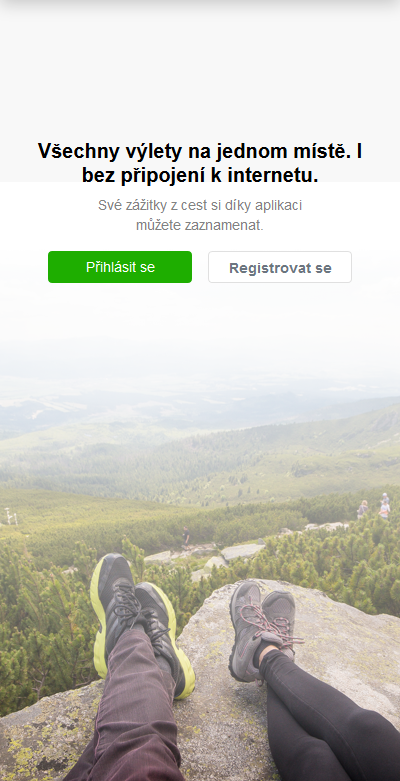 Všechny výlety na jednom místě. I
bez připojení k internetu.
Své zážitky z cest si díky aplikaci
můžete zaznamenat.
Přihlásit se
Registrovat se